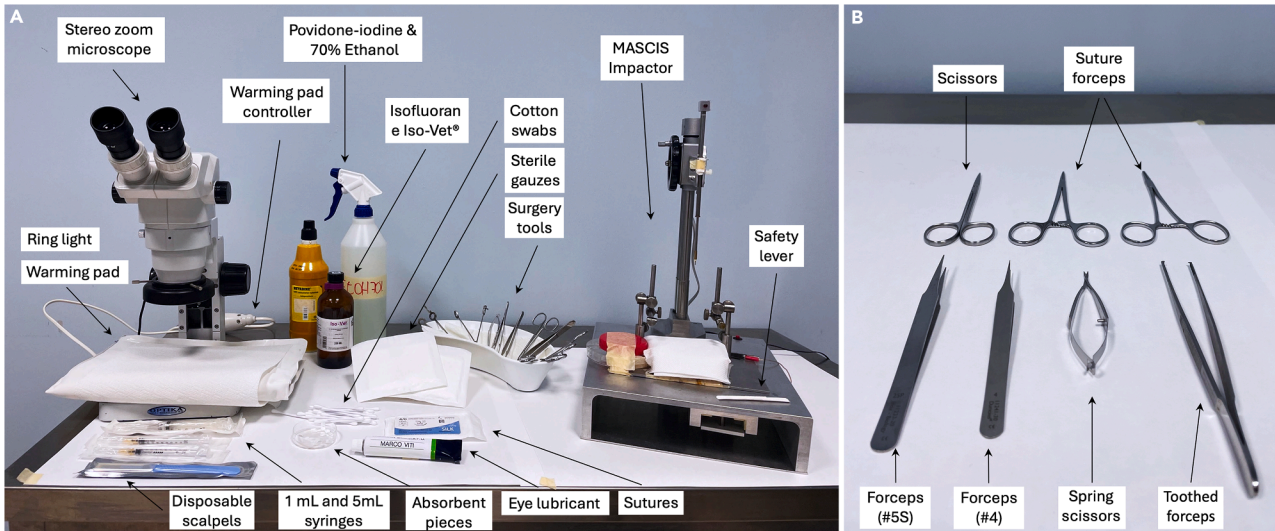 A
Stereo zoom
microscope
Povidone-iodine &
70% Ethanol
Warming pad
controller
Isofluoran
e Iso-Vet®
Cotton
swabs
Sterile
gauzes
Surgery
tools
MASCIS
Impactor
Safety
lever
Ring light
Warming pad
Iso-Vet
OPTIKA
SILK
MARCO VITI
Disposable
scalpels
1 mL and 5mL
syringes
Absorbent
pieces
Eye lubricant
Sutures
B
Scissors
Suture
forceps
Forceps
(#5S)
Forceps
(#4)
Spring
scissors
Toothed
forceps